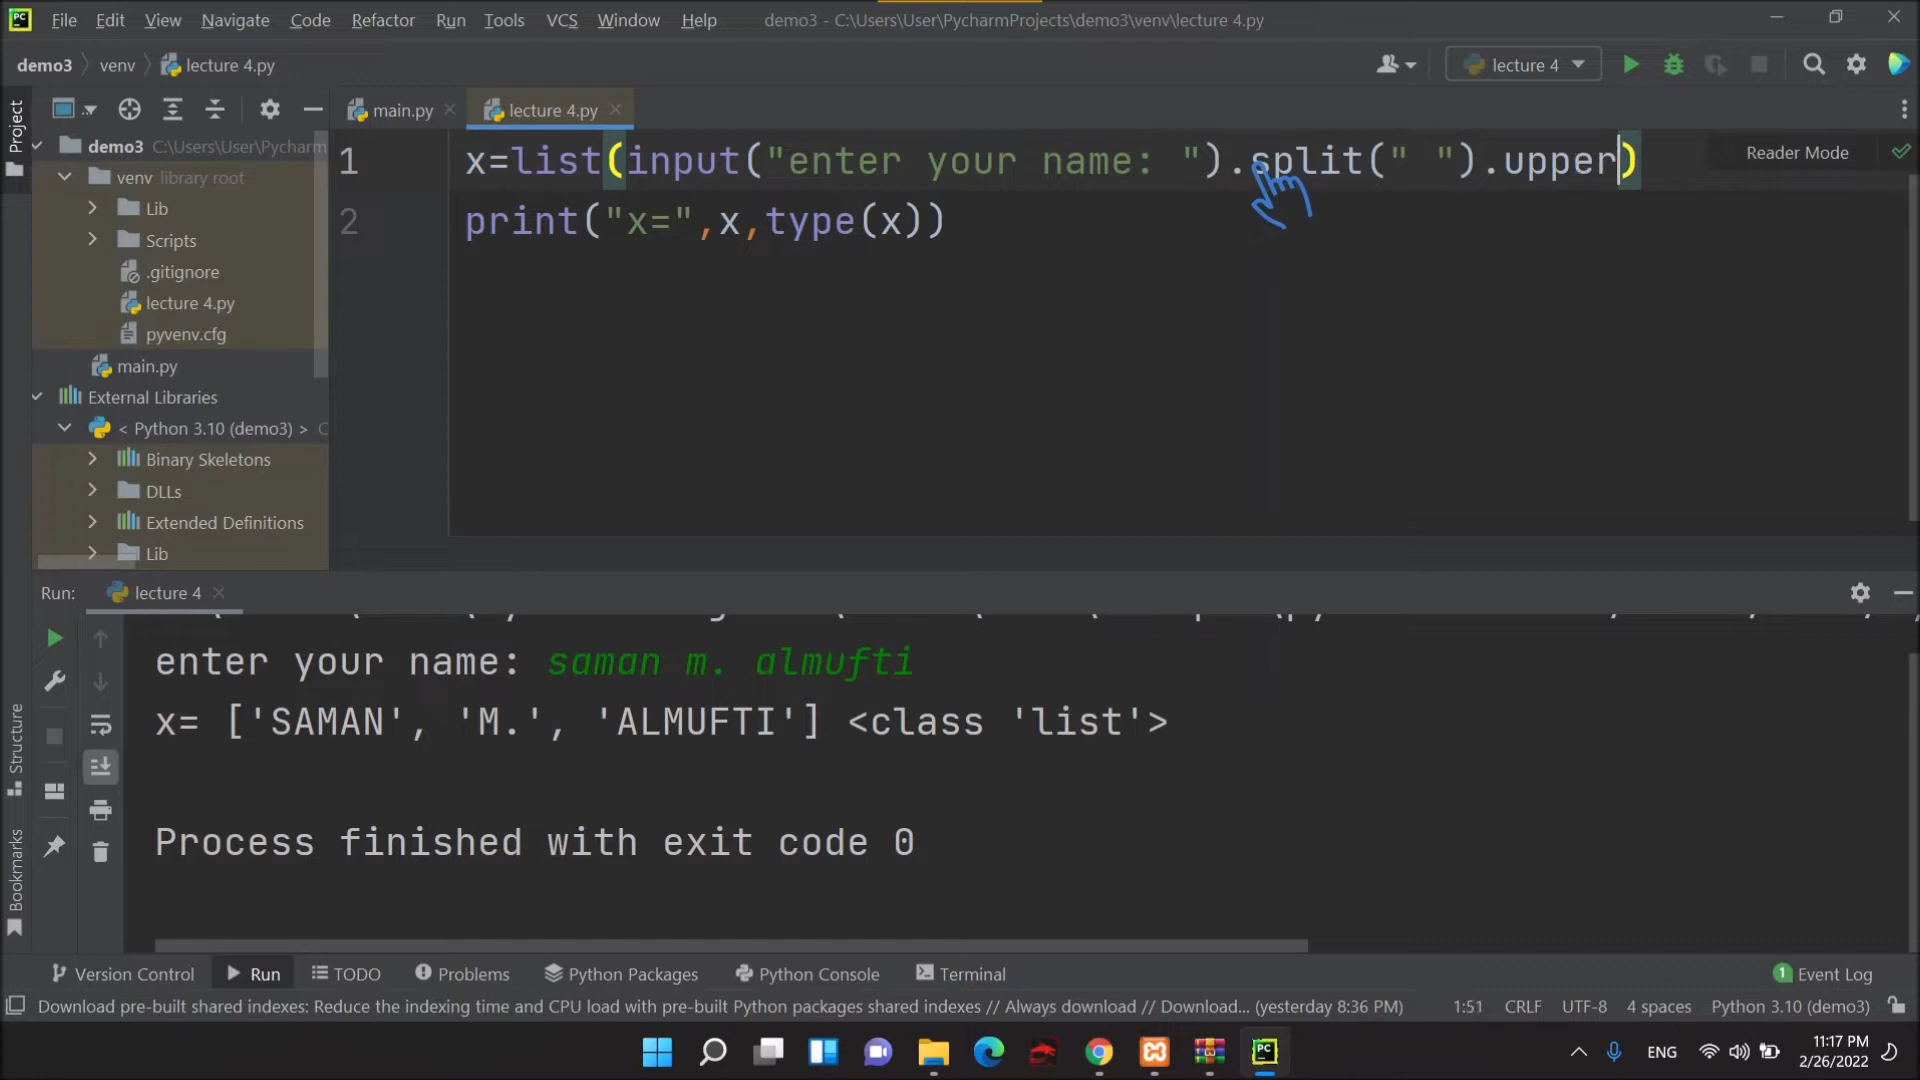 File Edit View Navigate Code Refactor Run Tools VCS Window Help demo3 - C:\Users\User\PycharmProjects\demo3\venv\lecture 4.py
demo3 venv lecture 4.py
lecture 4
Project
main.py
lecture 4.py
demo3 C:\Users\User\Pycharm
venv library root
Lib
Scripts
.gitignore
lecture 4.py
pyvenv.cfg
main.py
External Libraries
< Python 3.10 (demo3) > C
Binary Skeletons
DLLs
Extended Definitions
Lib
1 x=list(input("enter your name: ").split(" ").upper)
2 print("x=",x,type(x))
Reader Mode
Run: lecture 4
enter your name: saman m. almufti
x= ['SAMAN', 'M.', 'ALMUFTI'] <class 'list'>
Process finished with exit code 0
Structure
Bookmarks
Version Control Run TODO Problems Python Packages Python Console Terminal 1 Event Log
Download pre-built shared indexes: Reduce the indexing time and CPU load with pre-built Python packages shared indexes // Always download // Download... (yesterday 8:36 PM) 1:51 CRLF UTF-8 4 spaces Python 3.10 (demo3)
PC
ENG
11:17 PM
2/26/2022